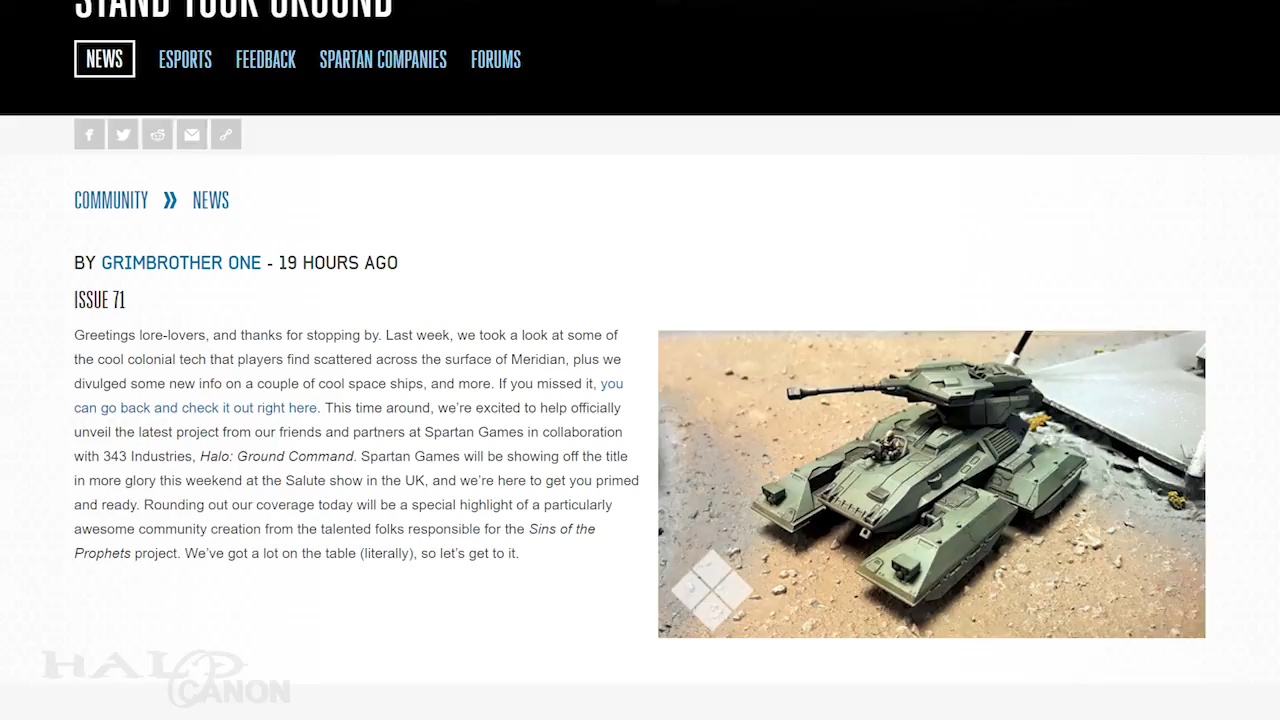 STAND YOUR GROUND
NEWS ESPORTS FEEDBACK SPARTAN COMPANIES FORUMS
COMMUNITY » NEWS
BY GRIMBROTHER ONE - 19 HOURS AGO
ISSUE 71
Greetings lore-lovers, and thanks for stopping by. Last week, we took a look at some of
the cool colonial tech that players find scattered across the surface of Meridian, plus we
divulged some new info on a couple of cool space ships, and more. If you missed it, you
can go back and check it out right here. This time around, we're excited to help officially
unveil the latest project from our friends and partners at Spartan Games in collaboration
with 343 Industries, Halo: Ground Command. Spartan Games will be showing off the title
in more glory this weekend at the Salute show in the UK, and we're here to get you primed
and ready. Rounding out our coverage today will be a special highlight of a particularly
awesome community creation from the talented folks responsible for the Sins of the
Prophets project. We've got a lot on the table (literally), so let's get to it.
HALO
CANON